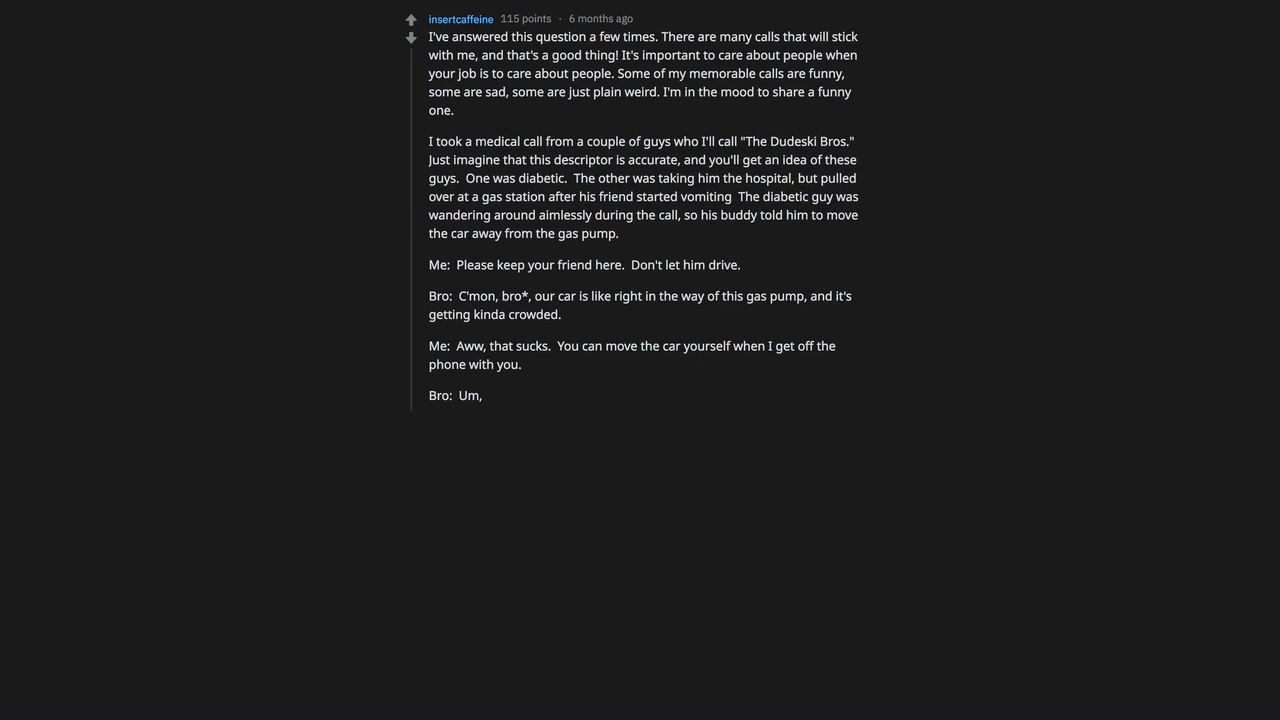 insertcaffeine 115 points · 6 months ago
I've answered this question a few times. There are many calls that will stick
with me, and that's a good thing! It's important to care about people when
your job is to care about people. Some of my memorable calls are funny,
some are sad, some are just plain weird. I'm in the mood to share a funny
one.
I took a medical call from a couple of guys who I'll call "The Dudeski Bros."
Just imagine that this descriptor is accurate, and you'll get an idea of these
guys.  One was diabetic.  The other was taking him the hospital, but pulled
over at a gas station after his friend started vomiting  The diabetic guy was
wandering around aimlessly during the call, so his buddy told him to move
the car away from the gas pump.
Me:  Please keep your friend here.  Don't let him drive.
Bro:  C'mon, bro*, our car is like right in the way of this gas pump, and it's
getting kinda crowded.
Me:  Aww, that sucks.  You can move the car yourself when I get off the
phone with you.
Bro:  Um,